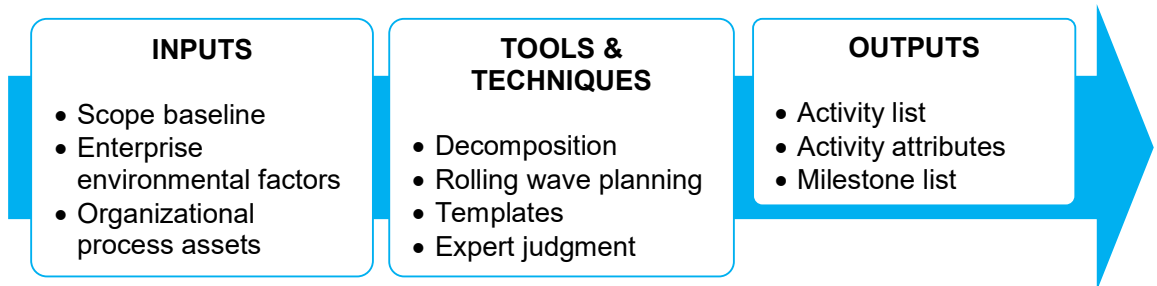 INPUTS
• Scope baseline
• Enterprise
environmental factors
• Organizational
process assets
TOOLS &
TECHNIQUES
• Decomposition
• Rolling wave planning
• Templates
• Expert judgment
OUTPUTS
• Activity list
• Activity attributes
• Milestone list